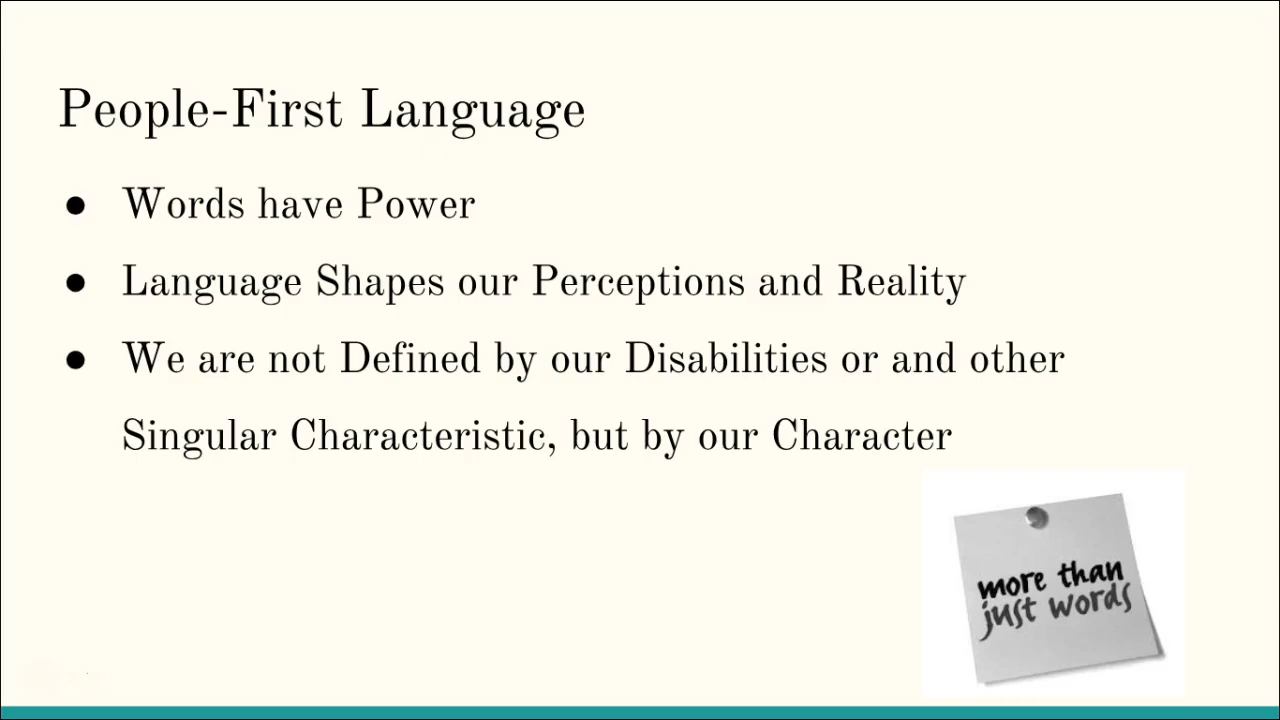 People-First Language
● Words have Power
● Language Shapes our Perceptions and Reality
● We are not Defined by our Disabilities or and other
Singular Characteristic, but by our Character
more than
just words